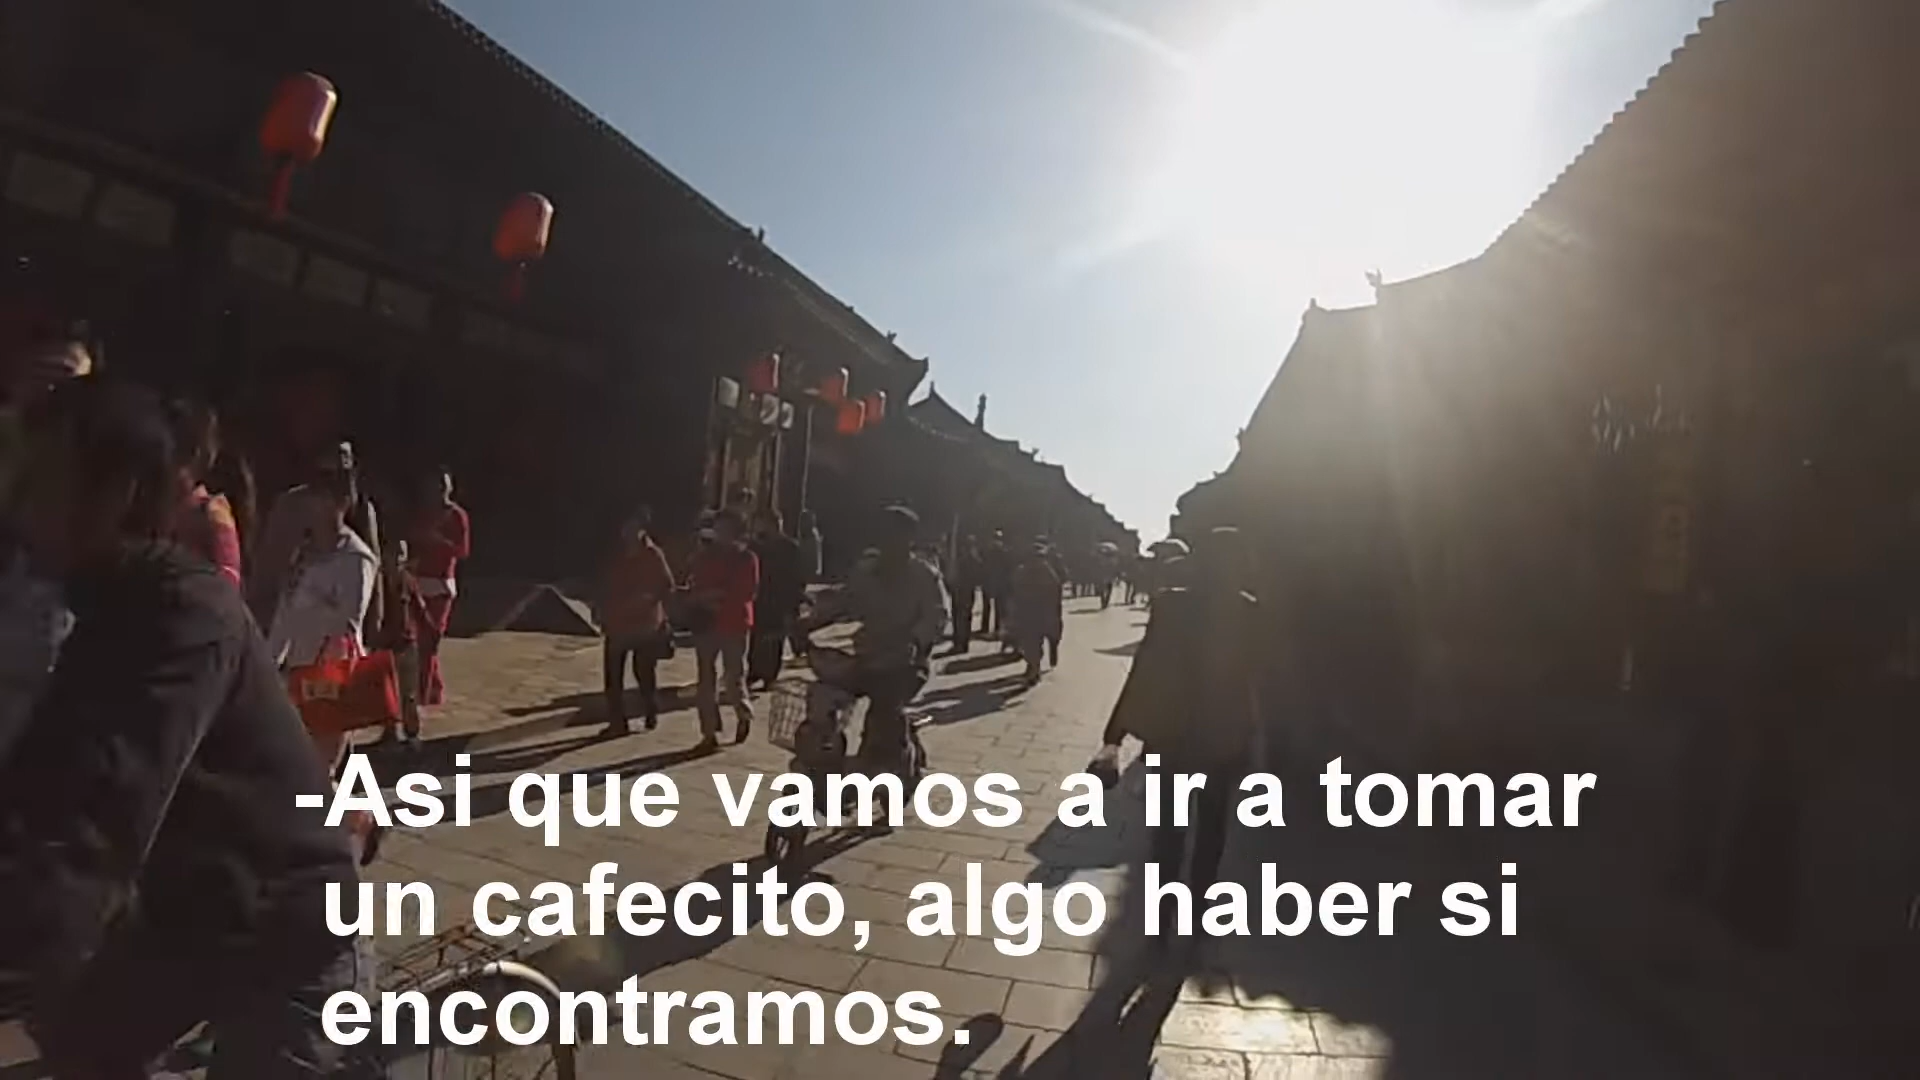 -Asi que vamos a ir a tomar
un cafecito, algo haber si
encontramos.